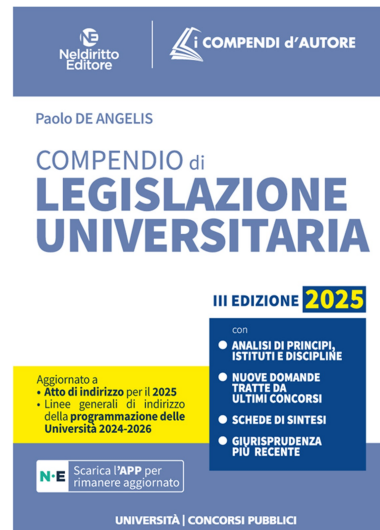 NE
Neldiritto
Editore
i COMPENDI d'AUTORE
Paolo DE ANGELIS
COMPENDIO di
LEGISLAZIONE
UNIVERSITARIA
III EDIZIONE 2025
con
ANALISI DI PRINCIPI,
ISTITUTI E DISCIPLINE
NUOVE DOMANDE
TRATTE DA
ULTIMI CONCORSI
SCHEDE DI SINTESI
GIURISPRUDENZA
PIÙ RECENTE
Aggiornato a
• Atto di indirizzo per il 2025
• Linee generali di indirizzo
della programmazione delle
Università 2024-2026
N·E
Scarica l'APP per
rimanere aggiornato
UNIVERSITÀ | CONCORSI PUBBLICI